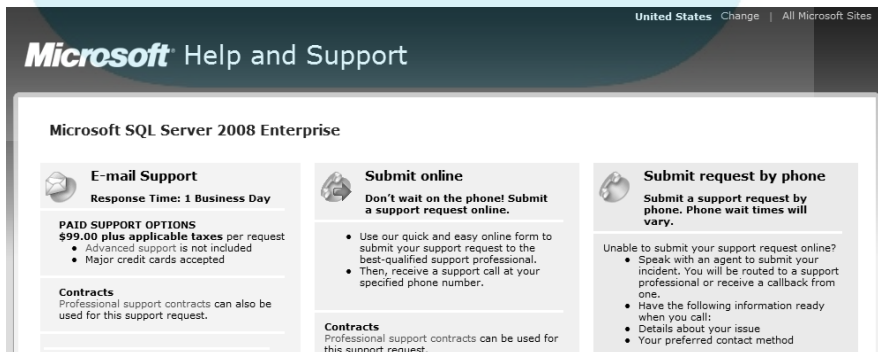 United States Change | All Microsoft Sites
Microsoft Help and Support
Microsoft SQL Server 2008 Enterprise
E-mail Support
Response Time: 1 Business Day
PAID SUPPORT OPTIONS
$99.00 plus applicable taxes per request
• Advanced support is not included
• Major credit cards accepted
Contracts
Professional support contracts can also be
used for this support request.
Submit online
Don't wait on the phone! Submit
a support request online.
• Use our quick and easy online form to
submit your support request to the
best-qualified support professional.
• Then, receive a support call at your
specified phone number.
Contracts
Professional support contracts can be used for
this support request.
Submit request by phone
Submit a support request by
phone. Phone wait times will
vary.
Unable to submit your support request online?
• Speak with an agent to submit your
incident. You will be routed to a support
professional or receive a callback from
one.
• Have the following information ready
when you call:
• Details about your issue
• Your preferred contact method